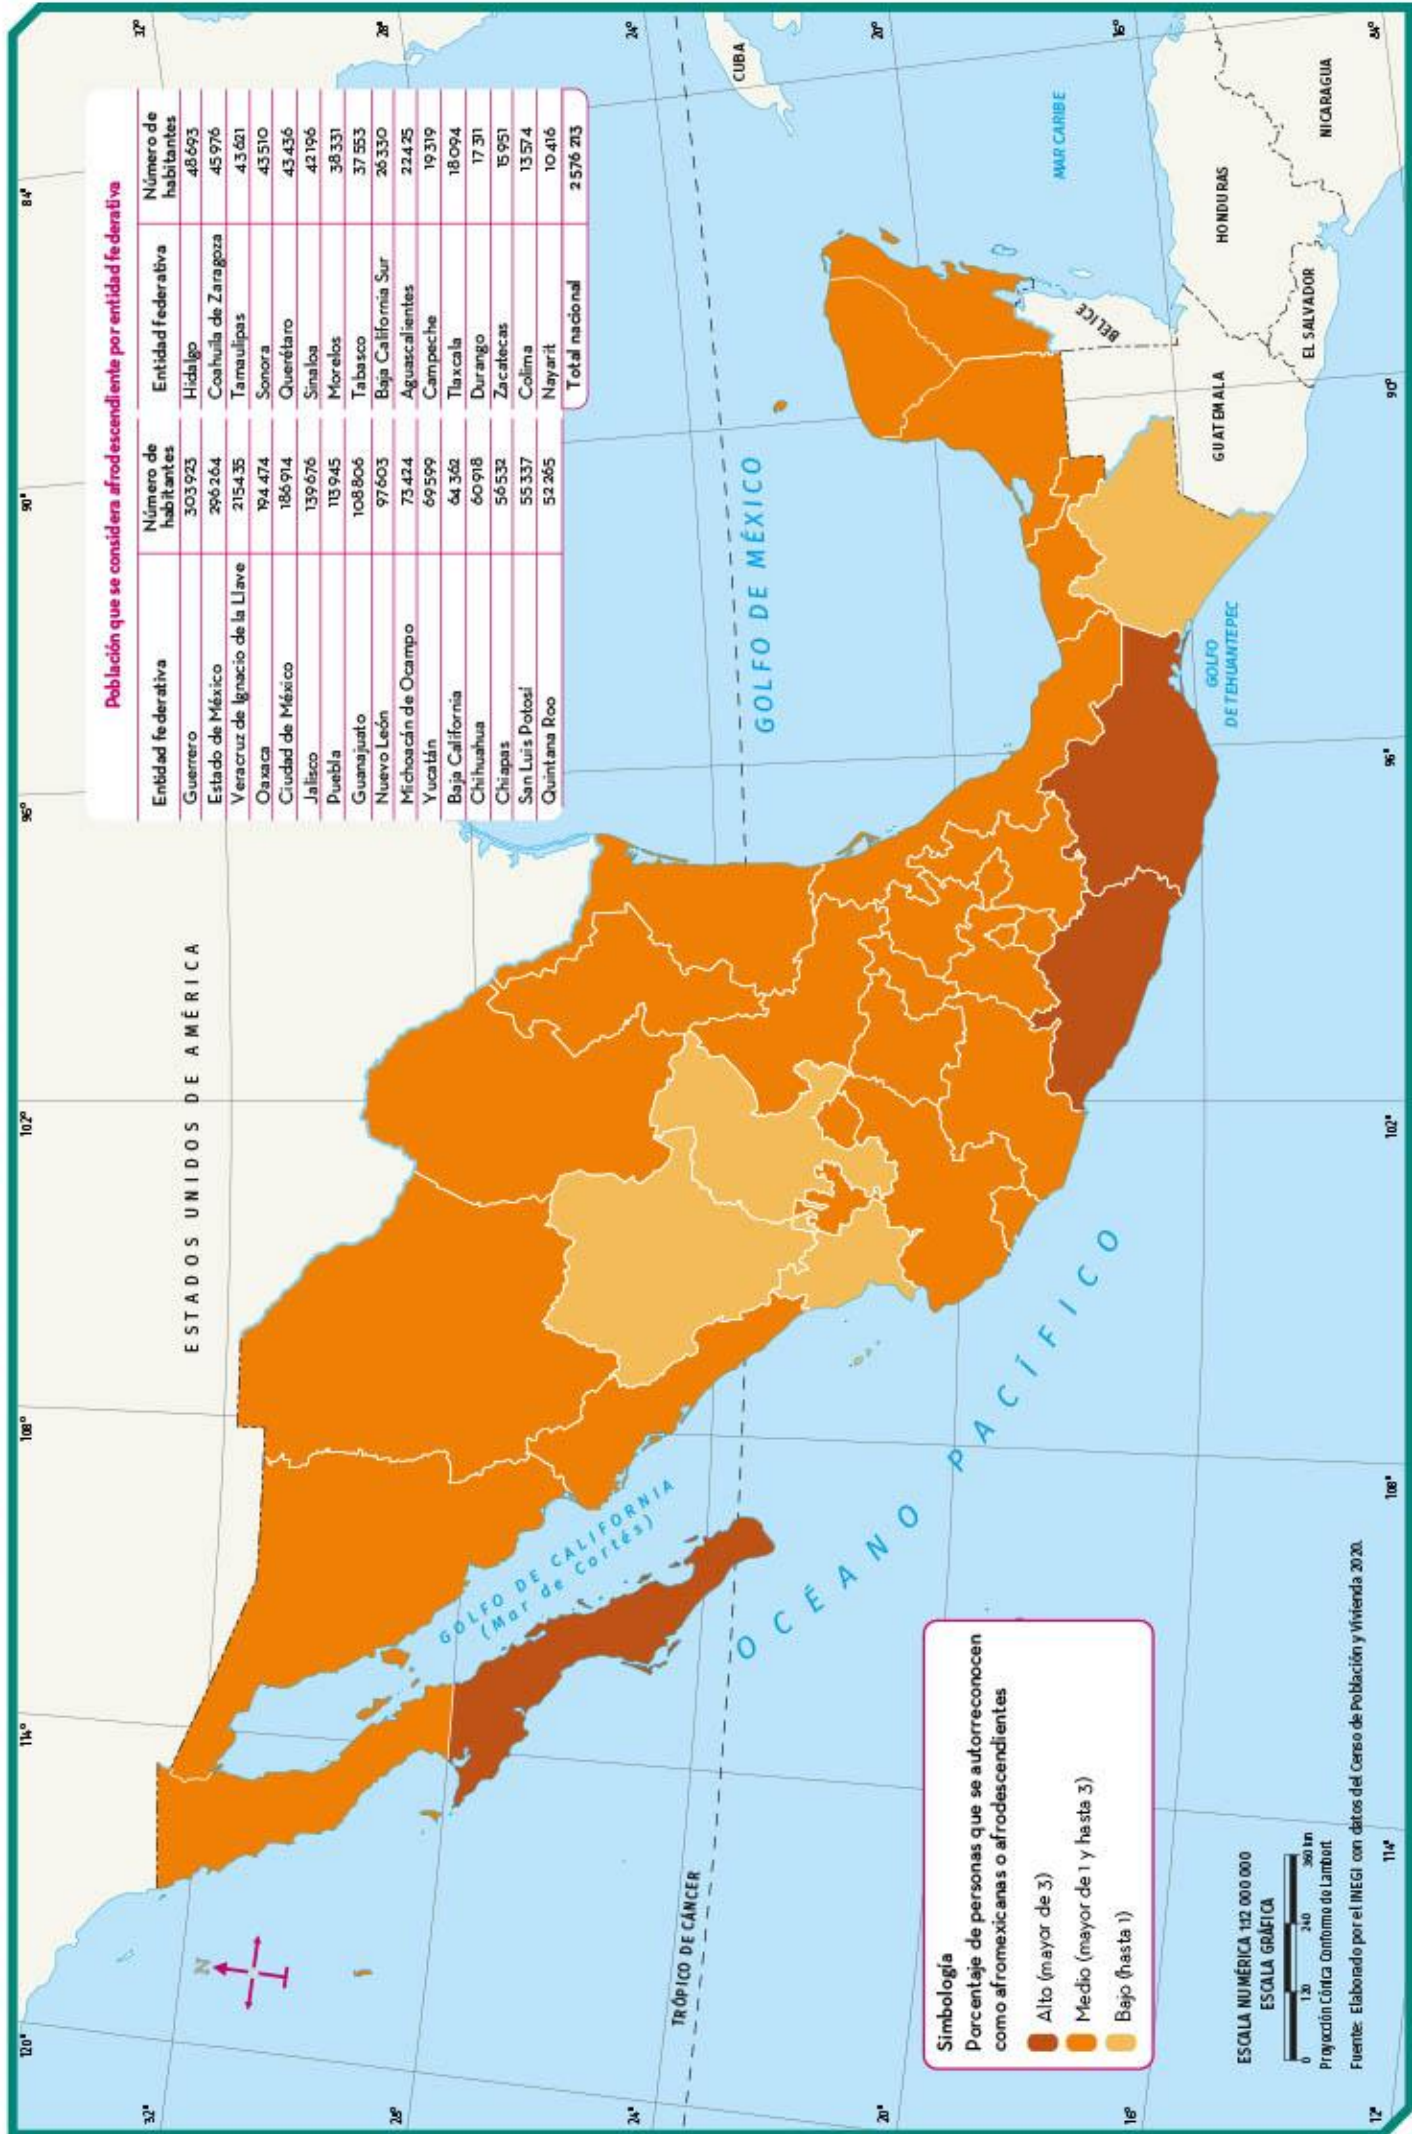 Población que se considera afrodescendiente por entidad federativa
Entidad federativa Número de habitantes Entidad federativa Número de habitantes
Guerrero 303 923 Hidalgo 48 693
Estado de México 296 264 Coahuila de Zaragoza 45 976
Veracruz de Ignacio de la Llave 215 435 Tamaulipas 43 621
Oaxaca 194 474 Sonora 43 510
Ciudad de México 186 914 Querétaro 43 436
Jalisco 139 676 Sinaloa 42 196
Puebla 113 945 Morelos 38 331
Guanajuato 108 806 Tabasco 37 553
Nuevo León 97 603 Baja California Sur 26 330
Michoacán de Ocampo 73 424 Aguascalientes 22 425
Yucatán 69 599 Campeche 19 319
Baja California 64 362 Tlaxcala 18 094
Chihuahua 60 918 Durango 17 311
Chiapas 56 532 Zacatecas 15 951
San Luis Potosí 55 337 Colima 13 574
Quintana Roo 52 265 Nayarit 10 416
Total nacional 2 576 213
120° 114° 108° 102° 96° 90° 84°
32° 32°
28° 28°
24° 24°
20° 20°
16° 16°
12° 84°
114° 108° 102° 96° 90°
N
ESTADOS UNIDOS DE AMÉRICA
GOLFO DE CALIFORNIA
(Mar de Cortés)
GOLFO DE MÉXICO
TRÓPICO DE CÁNCER
CUBA
OCÉANO PACÍFICO
MAR CARIBE
BELICE
GUATEMALA
HONDURAS
EL SALVADOR
NICARAGUA
GOLFO
DE TEHUANTEPEC
Simbología
Porcentaje de personas que se autorreconocen
como afromexicanas o afrodescendientes
Alto (mayor de 3)
Medio (mayor de 1 y hasta 3)
Bajo (hasta 1)
ESCALA NUMÉRICA 1:12 000 000
ESCALA GRÁFICA
0 120 240 360 km
Proyección Cónica Conforme de Lambert
Fuente: Elaborado por el INEGI con datos del Censo de Población y Vivienda 2020.